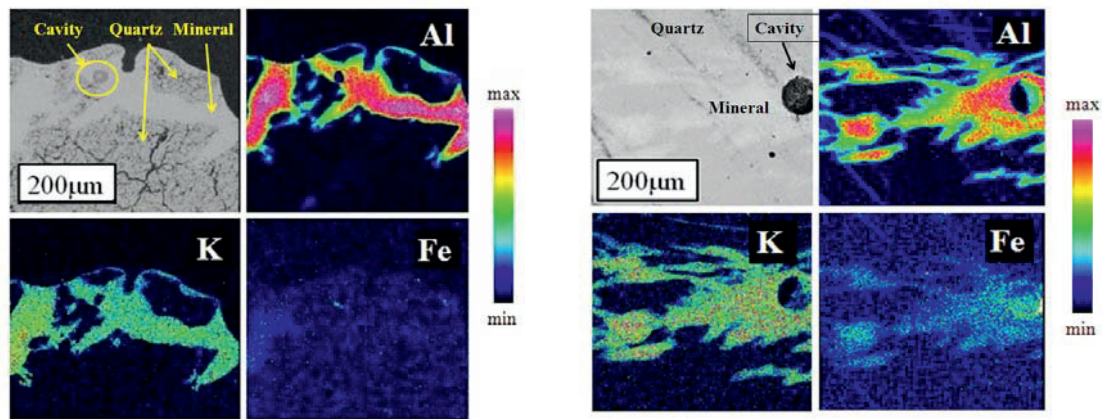 Cavity Quartz Mineral
200μm
Al
K
Fe
max
min
Quartz Cavity
Mineral
200μm
Al
K
Fe
max
min